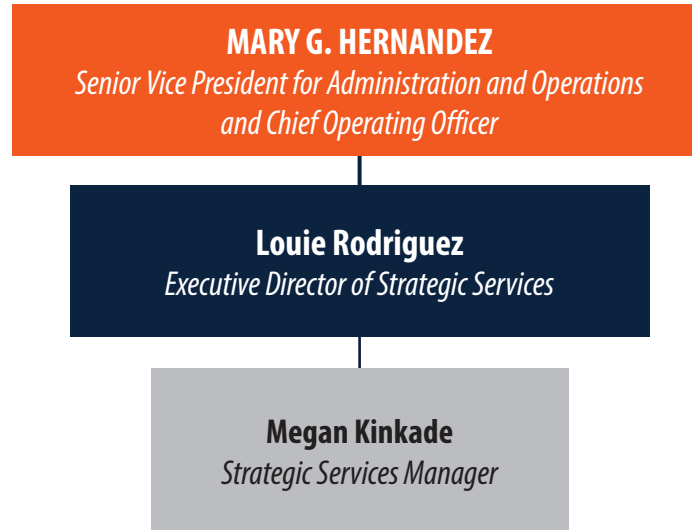 MARY G. HERNANDEZ
Senior Vice President for Administration and Operations
and Chief Operating Officer
Louie Rodriguez
Executive Director of Strategic Services
Megan Kinkade
Strategic Services Manager